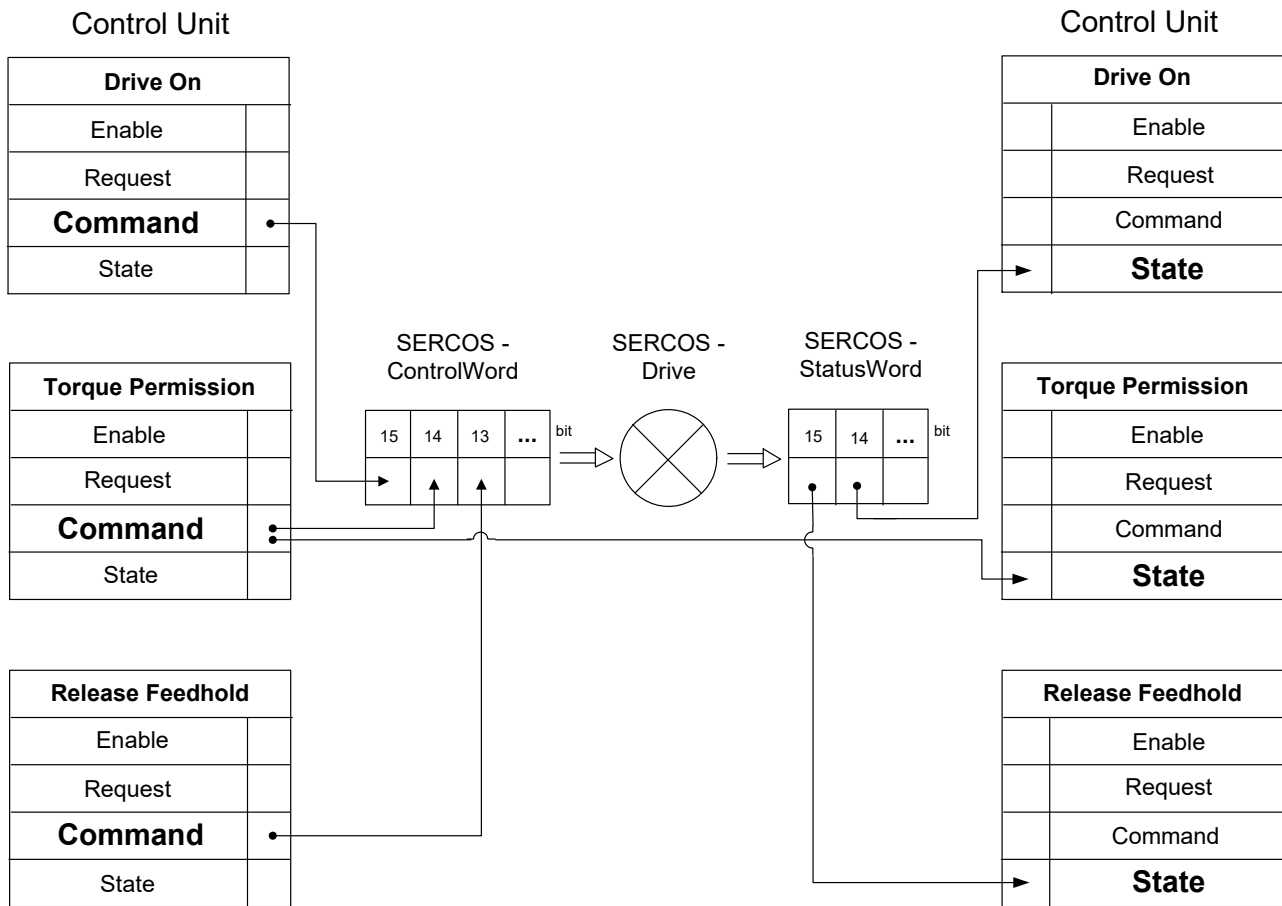 Control Unit
Drive On
Enable
Request
Command
State
Torque Permission
Enable
Request
Command
State
Release Feedhold
Enable
Request
Command
State
SERCOS -
ControlWord
15 14 13 ... bit
SERCOS -
Drive
SERCOS -
StatusWord
15 14 ... bit
Control Unit
Drive On
Enable
Request
Command
State
Torque Permission
Enable
Request
Command
State
Release Feedhold
Enable
Request
Command
State